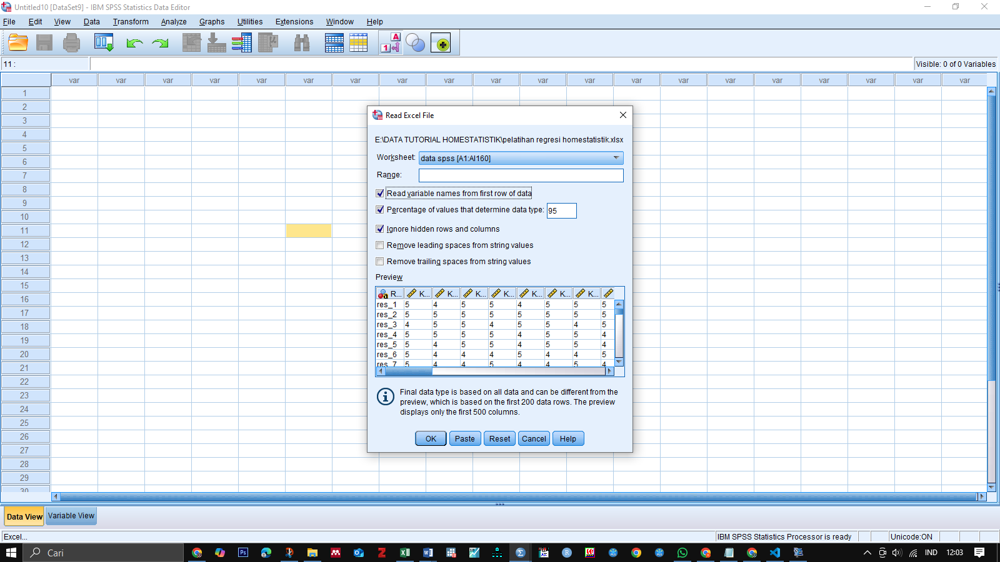 Untitled10 [DataSet9] - IBM SPSS Statistics Data Editor
File Edit View Data Transform Analyze Graphs Utilities Extensions Window Help
11 :
Visible: 0 of 0 Variables
var var var var var var var var var var var var var var var var var var var var
1
2
3
4
5
6
7
8
9
10
11
12
13
14
15
16
17
18
19
20
21
22
23
24
25
26
27
28
29
30
Read Excel File
E:\DATA TUTORIAL HOMESTATISTIK\pelatihan regresi homestatistik.xlsx
Worksheet: data spss [A1:AI160]
Range:
Read variable names from first row of data
Percentage of values that determine data type: 95
Ignore hidden rows and columns
Remove leading spaces from string values
Remove trailing spaces from string values
Preview
R... K... K... K... K... K... K... K...
res_1 5 4 5 5 4 5 5 5
res_2 5 5 5 5 5 5 5 5
res_3 4 5 5 4 5 5 4 5
res_4 5 5 5 5 4 5 5 4
res_5 5 4 5 5 4 5 5 4
res_6 5 4 4 4 5 4 4 5
res_7 5 4 4 5 4 4 5 4
Final data type is based on all data and can be different from the
preview, which is based on the first 200 data rows. The preview
displays only the first 500 columns.
OK Paste Reset Cancel Help
Data View Variable View
Excel...
IBM SPSS Statistics Processor is ready
Unicode:ON
Cari
IND 12:03